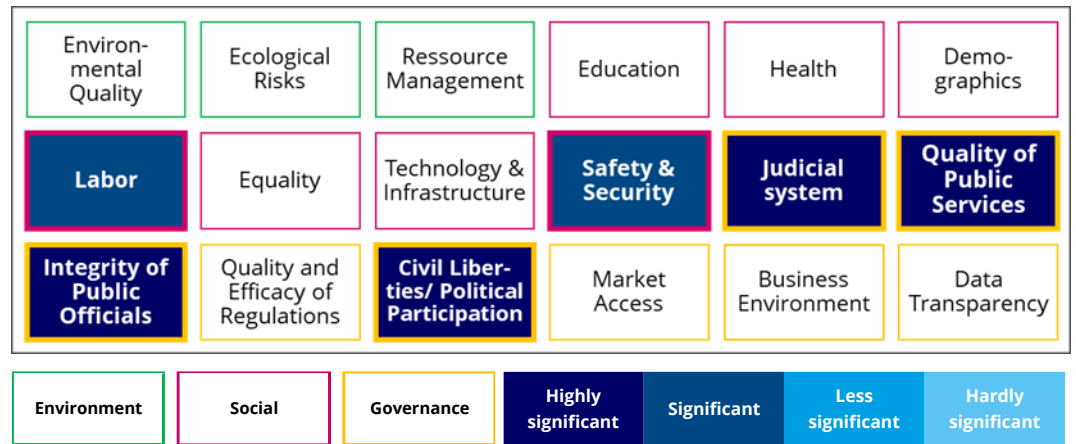 Environ-
mental
Quality
Ecological
Risks
Ressource
Management
Education
Health
Demo-
graphics
Labor
Equality
Technology &
Infrastructure
Safety &
Security
Judicial
system
Quality of
Public
Services
Integrity of
Public
Officials
Quality and
Efficacy of
Regulations
Civil Liber-
ties/ Political
Participation
Market
Access
Business
Environment
Data
Transparency
Environment
Social
Governance
Highly
significant
Significant
Less
significant
Hardly
significant